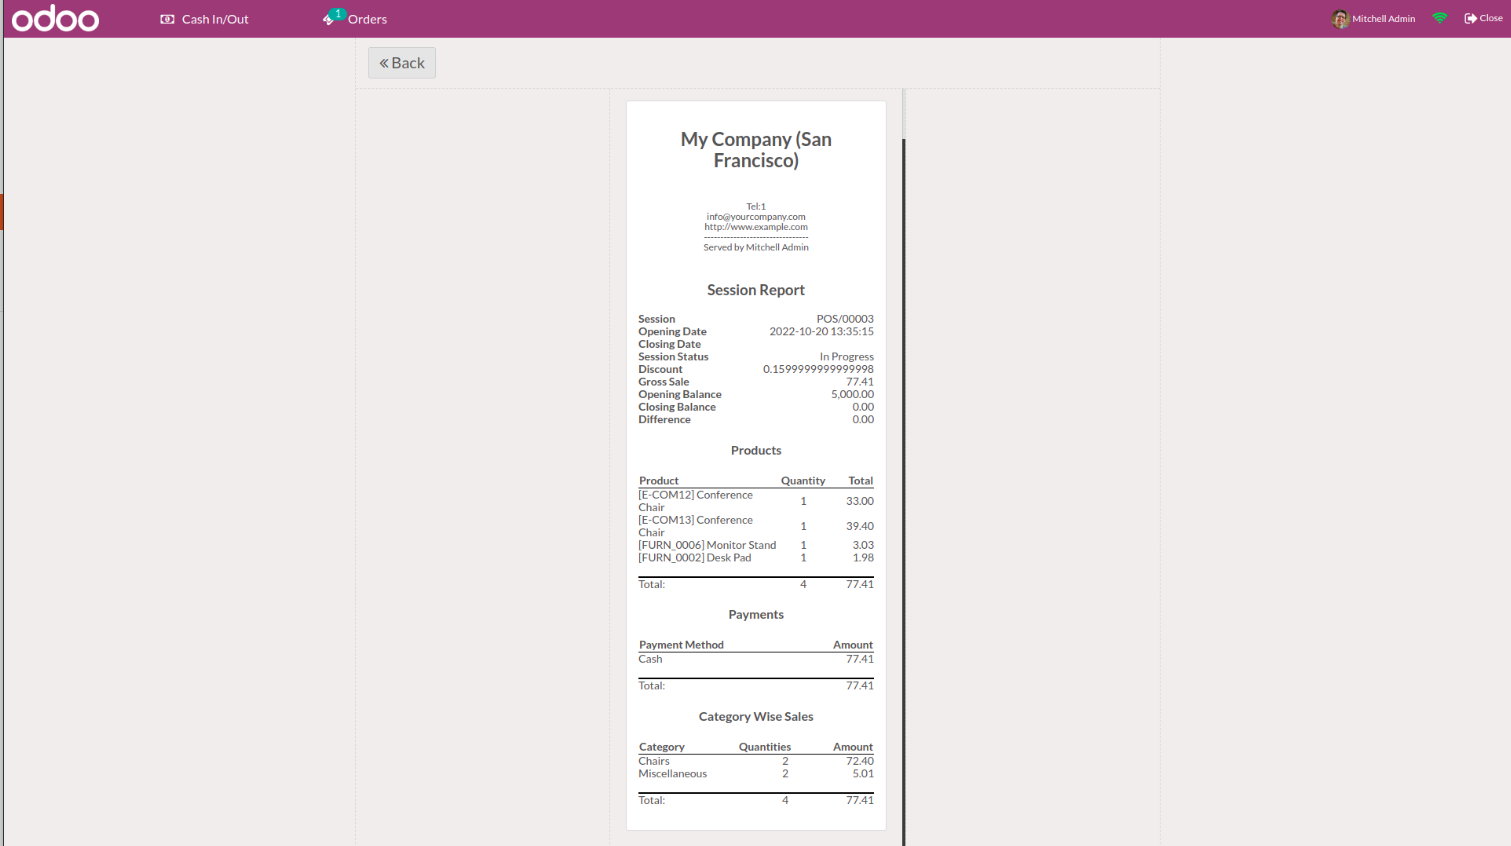 odoo Cash In/Out 1 Orders Mitchell Admin Close
Back
My Company (San
Francisco)
Tel:1
info@yourcompany.com
http://www.example.com
--------------------------------
Served by Mitchell Admin
Session Report
Session POS/00003
Opening Date 2022-10-20 13:35:15
Closing Date
Session Status In Progress
Discount 0.1599999999999998
Gross Sale 77.41
Opening Balance 5,000.00
Closing Balance 0.00
Difference 0.00
Products
Product Quantity Total
[E-COM12] Conference
Chair 1 33.00
[E-COM13] Conference
Chair 1 39.40
[FURN_0006] Monitor Stand 1 3.03
[FURN_0002] Desk Pad 1 1.98
Total: 4 77.41
Payments
Payment Method Amount
Cash 77.41
Total: 77.41
Category Wise Sales
Category Quantities Amount
Chairs 2 72.40
Miscellaneous 2 5.01
Total: 4 77.41